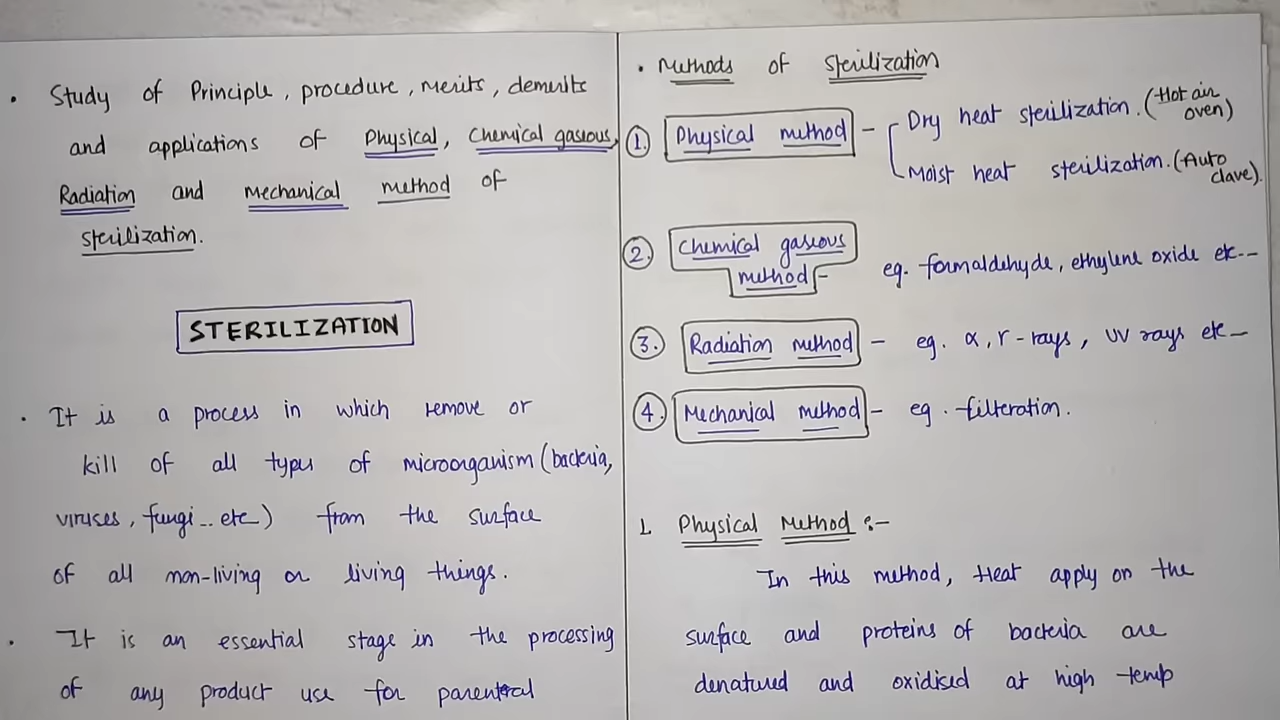 • Study of Principle, procedure, merits, demerits
and applications of Physical, Chemical gaseous,
Radiation and mechanical method of
sterilization.
STERILIZATION
• It is a process in which remove or
kill of all types of microorganism (bacteria,
viruses, fungi .. etc) from the surface
of all non-living or living things.
• It is an essential stage in the processing
of any product use for parentral
• Methods of Sterilization
1. Physical method - Dry heat sterilization. (Hot air oven)
Moist heat sterilization. (Auto clave).
2. Chemical gaseous
method - eg. formaldehyde, ethylene oxide etc--
3. Radiation method - eg. α, r-rays, UV rays etc--
4. Mechanical method - eg. filteration.
1. Physical Method :-
In this method, Heat apply on the
surface and proteins of bacteria are
denatured and oxidised at high temp